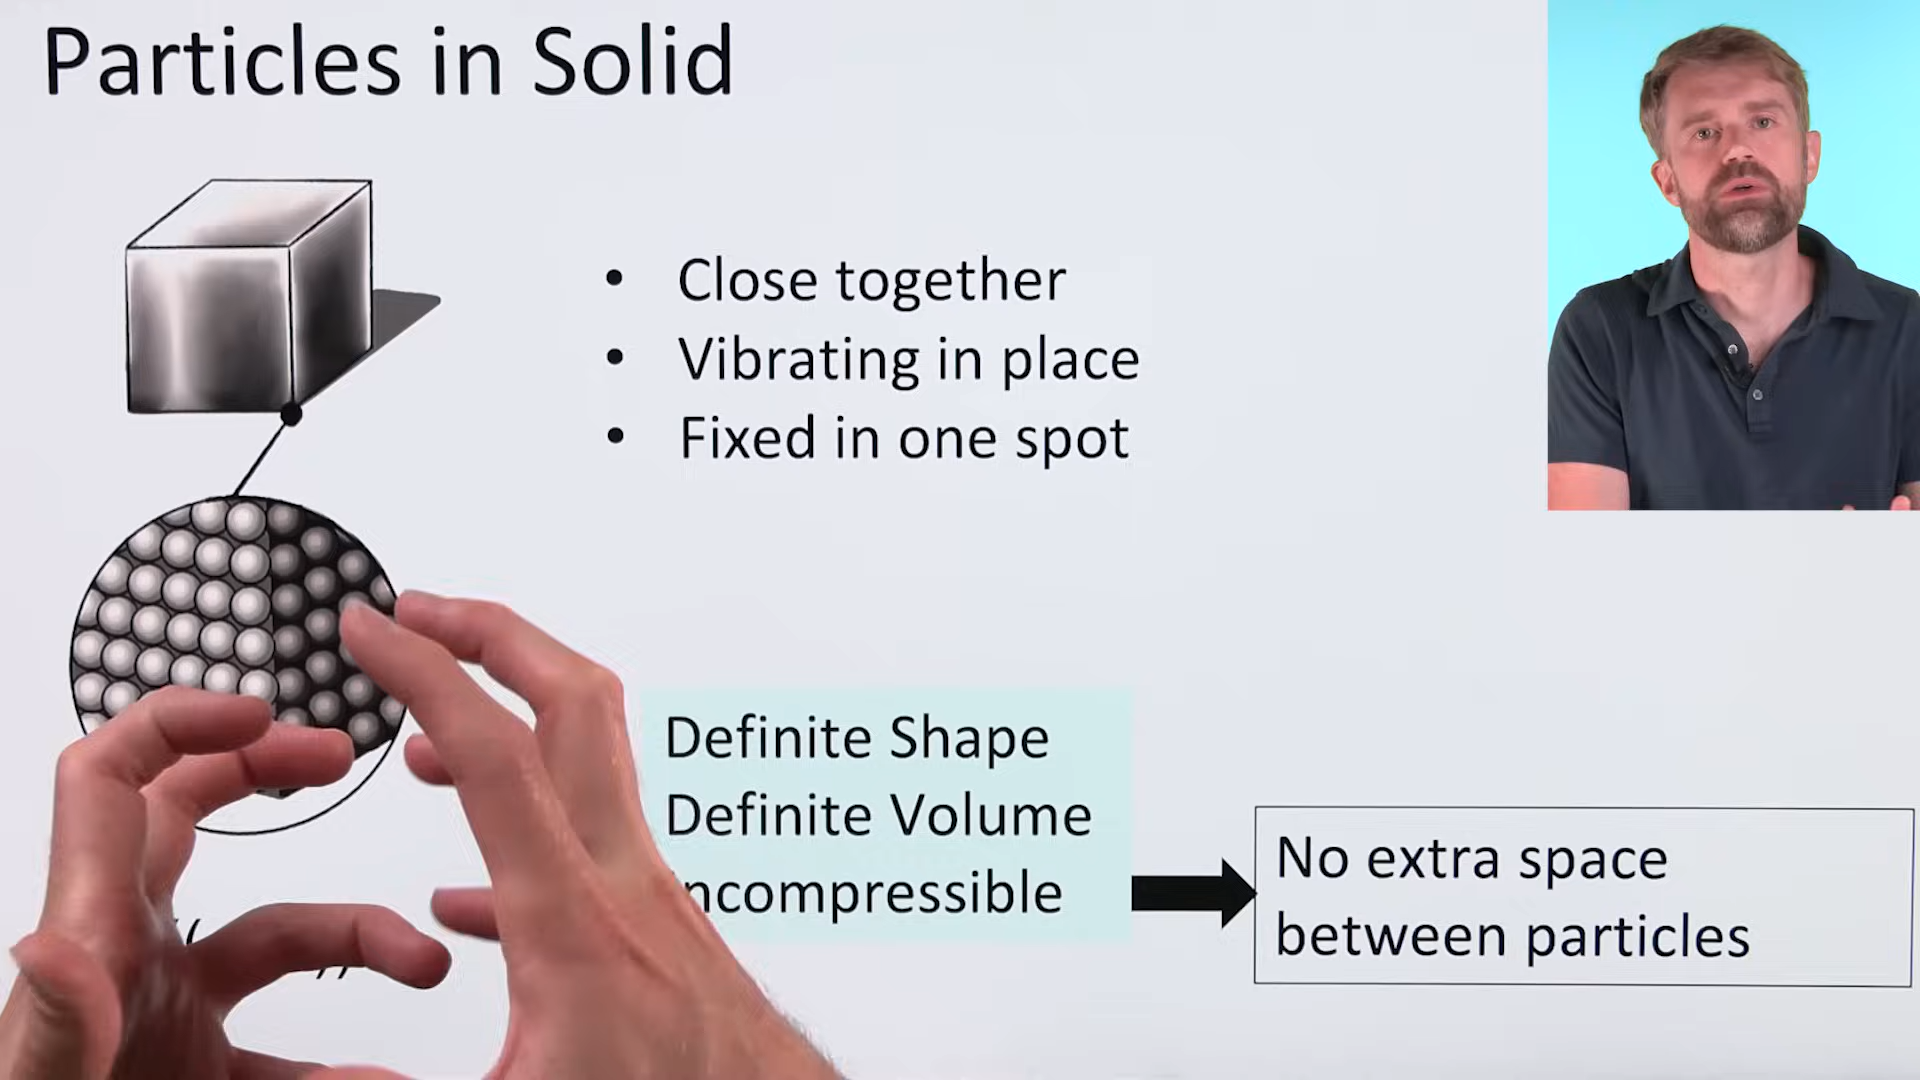 Particles in Solid
• Close together
• Vibrating in place
• Fixed in one spot
Definite Shape
Definite Volume
ncompressible
No extra space
between particles